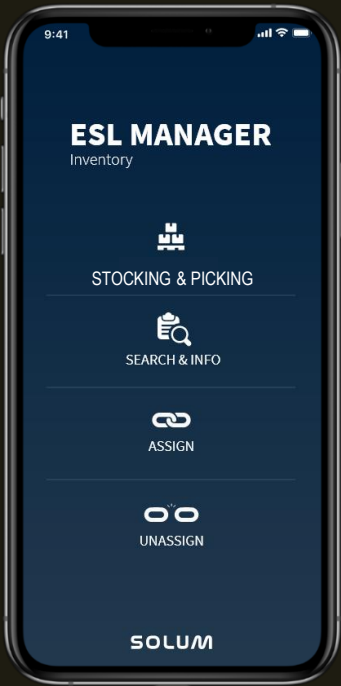 9:41
ESL MANAGER
Inventory
STOCKING & PICKING
SEARCH & INFO
ASSIGN
UNASSIGN
SOLUM